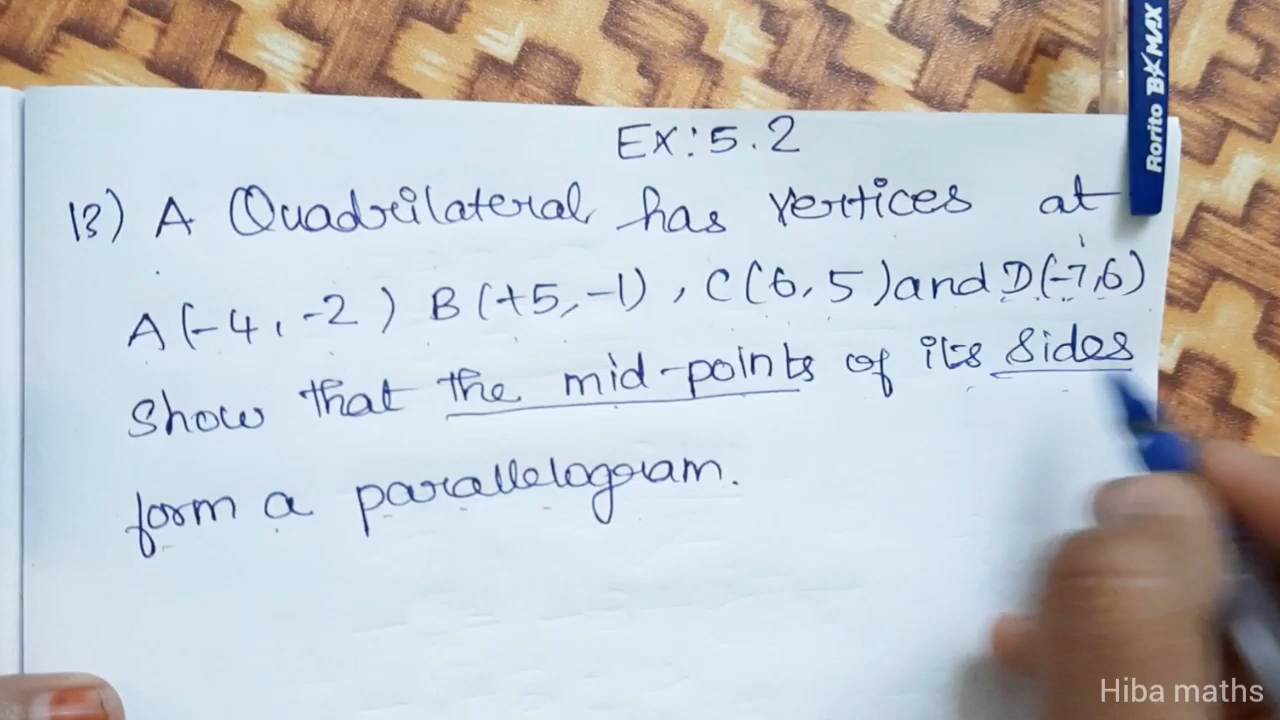 Ex: 5.2
13) A Quadrilateral has vertices at
A(-4, -2) B(+5, -1), C(6, 5) and D(-7, 6)
Show that the mid-points of its sides
form a parallelogram.
Rorito B★MAX
Hiba maths